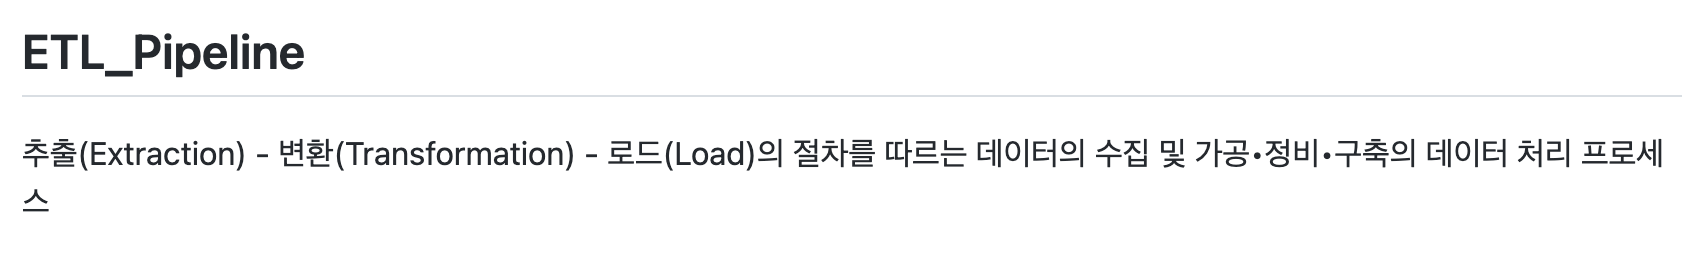 ETL_Pipeline
추출(Extraction) - 변환(Transformation) - 로드(Load)의 절차를 따르는 데이터의 수집 및 가공•정비•구축의 데이터 처리 프로세
스